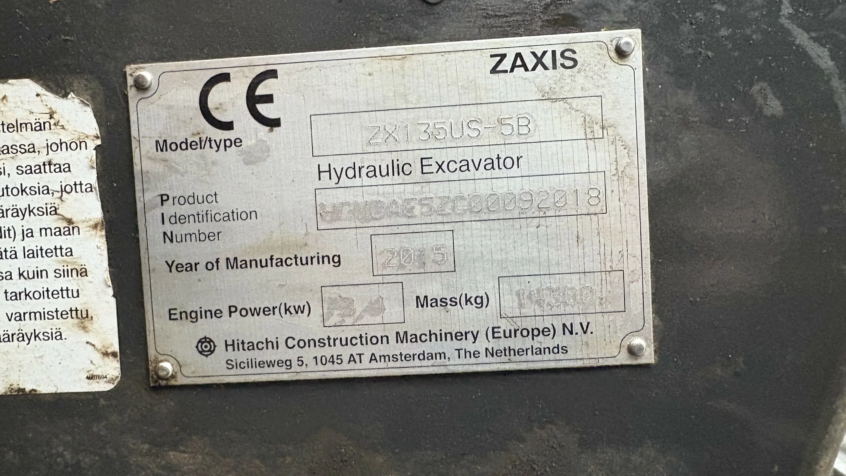 telmän
assa, johon
si, saattaa
utoksia, jotta
äräyksiä
lit) ja maan
tä laitetta
sa kuin siinä
tarkoitettu
varmistettu,
ääräyksiä.
CE
ZAXIS
Model/type ZX135US-5B
Hydraulic Excavator
Product
Identification
Number
Year of Manufacturing
Engine Power(kw) Mass(kg)
Hitachi Construction Machinery (Europe) N.V.
Sicilieweg 5, 1045 AT Amsterdam, The Netherlands